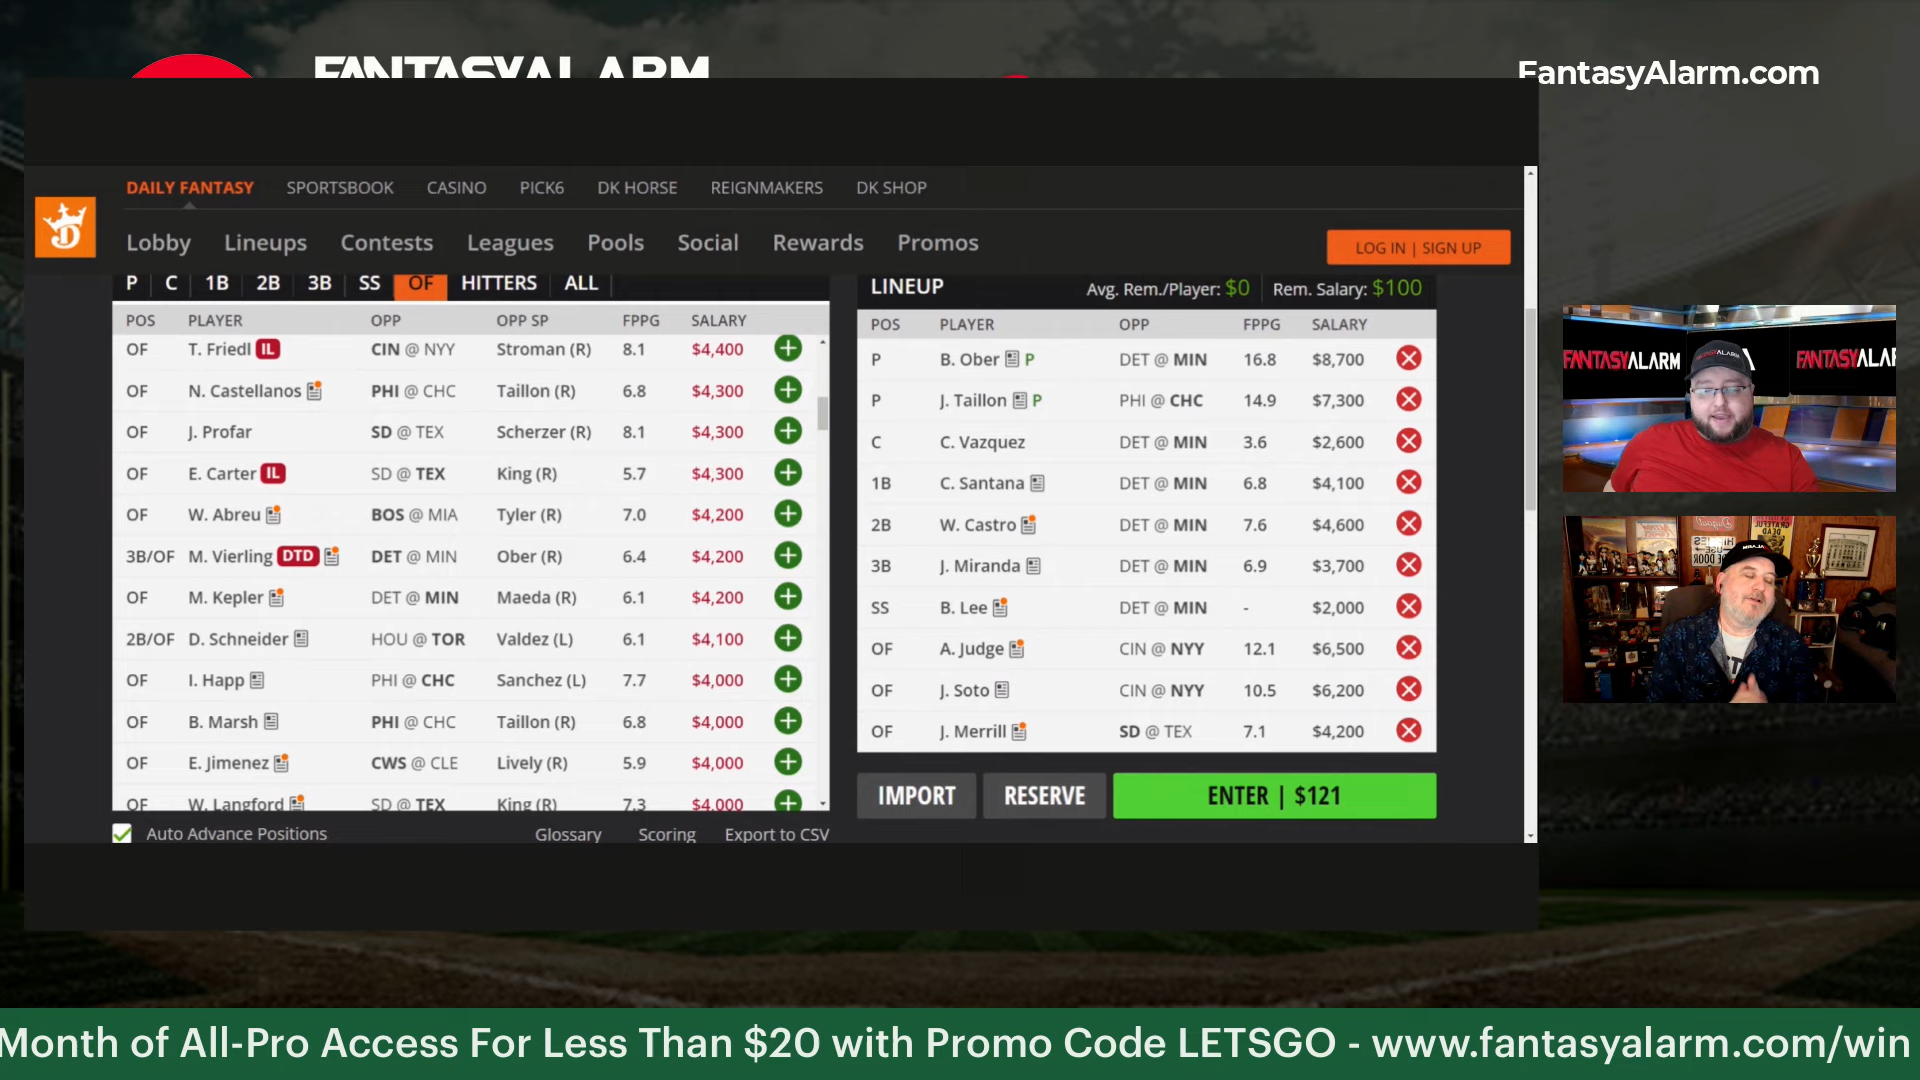 FANTASYALARM
FantasyAlarm.com
DAILY FANTASY SPORTSBOOK CASINO PICK6 DK HORSE REIGNMAKERS DK SHOP
Lobby Lineups Contests Leagues Pools Social Rewards Promos
LOG IN | SIGN UP
P C 1B 2B 3B SS OF HITTERS ALL
POS PLAYER OPP OPP SP FPPG SALARY
OF T. Friedl IL CIN @ NYY Stroman (R) 8.1 $4,400
OF N. Castellanos PHI @ CHC Taillon (R) 6.8 $4,300
OF J. Profar SD @ TEX Scherzer (R) 8.1 $4,300
OF E. Carter IL SD @ TEX King (R) 5.7 $4,300
OF W. Abreu BOS @ MIA Tyler (R) 7.0 $4,200
3B/OF M. Vierling DTD DET @ MIN Ober (R) 6.4 $4,200
OF M. Kepler DET @ MIN Maeda (R) 6.1 $4,200
2B/OF D. Schneider HOU @ TOR Valdez (L) 6.1 $4,100
OF I. Happ PHI @ CHC Sanchez (L) 7.7 $4,000
OF B. Marsh PHI @ CHC Taillon (R) 6.8 $4,000
OF E. Jimenez CWS @ CLE Lively (R) 5.9 $4,000
OF W. Langford SD @ TEX King (R) 7.3 $4,000
Auto Advance Positions Glossary Scoring Export to CSV
LINEUP Avg. Rem./Player: $0 Rem. Salary: $100
POS PLAYER OPP FPPG SALARY
P B. Ober P DET @ MIN 16.8 $8,700
P J. Taillon P PHI @ CHC 14.9 $7,300
C C. Vazquez DET @ MIN 3.6 $2,600
1B C. Santana DET @ MIN 6.8 $4,100
2B W. Castro DET @ MIN 7.6 $4,600
3B J. Miranda DET @ MIN 6.9 $3,700
SS B. Lee DET @ MIN - $2,000
OF A. Judge CIN @ NYY 12.1 $6,500
OF J. Soto CIN @ NYY 10.5 $6,200
OF J. Merrill SD @ TEX 7.1 $4,200
IMPORT RESERVE ENTER | $121
FANTASYALARM FANTASYALA
Month of All-Pro Access For Less Than $20 with Promo Code LETSGO - www.fantasyalarm.com/win